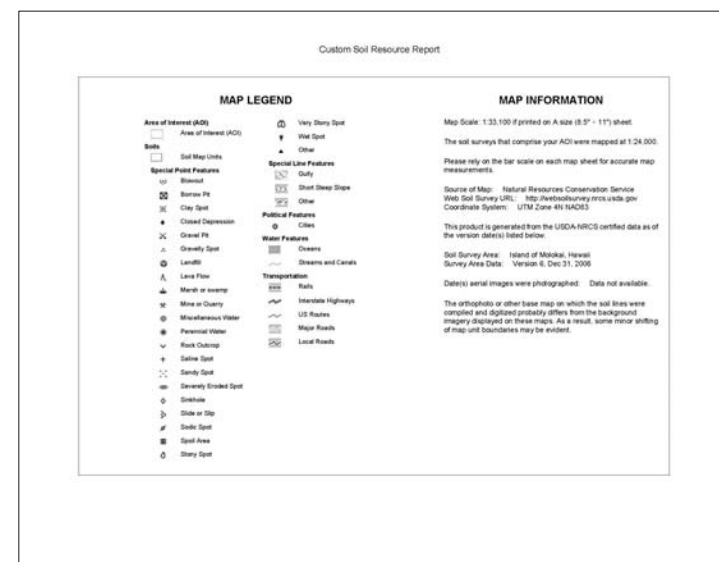 Custom Soil Resource Report
MAP LEGEND
Area of Interest (AOI)
Area of Interest (AOI)
Soils
Soil Map Units
Special Point Features
Blowout
Borrow Pit
Clay Spot
Closed Depression
Gravel Pit
Gravelly Spot
Landfill
Lava Flow
Marsh or swamp
Mine or Quarry
Miscellaneous Water
Perennial Water
Rock Outcrop
Saline Spot
Sandy Spot
Severely Eroded Spot
Sinkhole
Slide or Slip
Sodic Spot
Spoil Area
Stony Spot
Very Stony Spot
Wet Spot
Other
Special Line Features
Gully
Short Steep Slope
Other
Political Features
Cities
Water Features
Oceans
Streams and Canals
Transportation
Rails
Interstate Highways
US Routes
Major Roads
Local Roads
MAP INFORMATION
Map Scale: 1:33,100 if printed on A size (8.5" × 11") sheet.
The soil surveys that comprise your AOI were mapped at 1:24,000.
Please rely on the bar scale on each map sheet for accurate map
measurements.
Source of Map: Natural Resources Conservation Service
Web Soil Survey URL: http://websoilsurvey.nrcs.usda.gov
Coordinate System: UTM Zone 4N NAD83
This product is generated from the USDA-NRCS certified data as of
the version date(s) listed below.
Soil Survey Area: Island of Molokai, Hawaii
Survey Area Data: Version 6, Dec 31, 2006
Date(s) aerial images were photographed: Data not available.
The orthophoto or other base map on which the soil lines were
compiled and digitized probably differs from the background
imagery displayed on these maps. As a result, some minor shifting
of map unit boundaries may be evident.